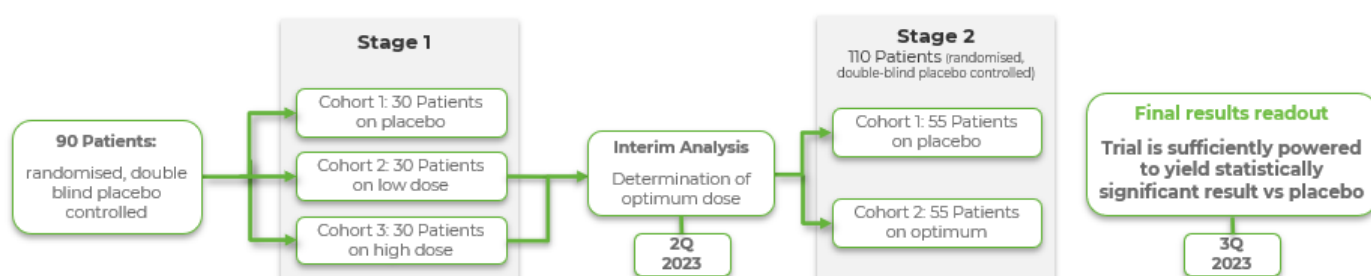 90 Patients:
randomised, double
blind placebo
controlled
Stage 1
Cohort 1: 30 Patients
on placebo
Cohort 2: 30 Patients
on low dose
Cohort 3: 30 Patients
on high dose
Interim Analysis
Determination of
optimum dose
2Q
2023
Stage 2
110 Patients (randomised,
double-blind placebo controlled)
Cohort 1: 55 Patients
on placebo
Cohort 2: 55 Patients
on optimum
Final results readout
Trial is sufficiently powered
to yield statistically
significant result vs placebo
3Q
2023